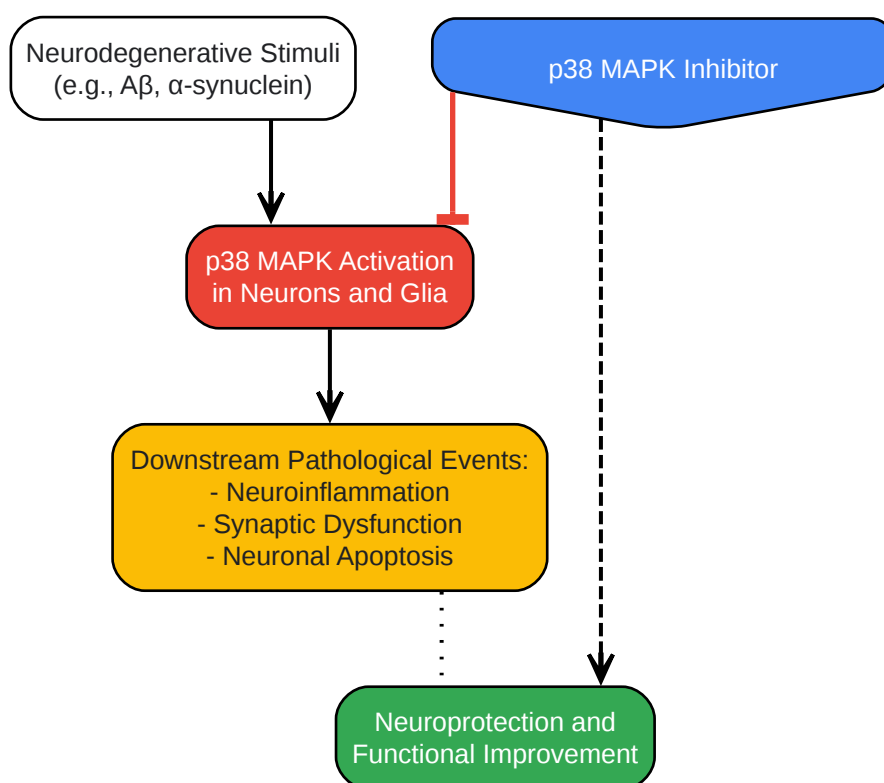 Neurodegenerative Stimuli
(e.g., Aβ, α-synuclein)
p38 MAPK Inhibitor
p38 MAPK Activation
in Neurons and Glia
Downstream Pathological Events:
- Neuroinflammation
- Synaptic Dysfunction
- Neuronal Apoptosis
Neuroprotection and
Functional Improvement